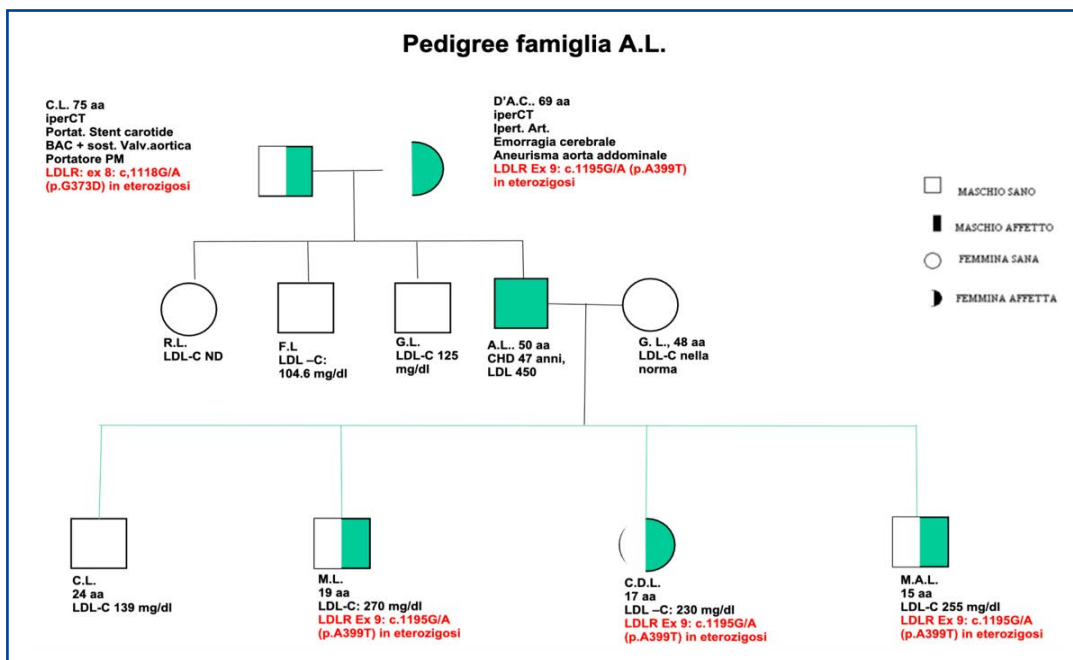 Pedigree famiglia A.L.
C.L. 75 aa
iperCT
Portat. Stent carotide
BAC + sost. Valv.aortica
Portatore PM
LDLR: ex 8: c,1118G/A
(p.G373D) in eterozigosi
D'A.C.. 69 aa
iperCT
Ipert. Art.
Emorragia cerebrale
Aneurisma aorta addominale
LDLR Ex 9: c.1195G/A (p.A399T)
in eterozigosi
MASCHIO SANO
MASCHIO AFFETTO
FEMMINA SANA
FEMMINA AFFETTA
R.L.
LDL-C ND
F.L
LDL –C:
104.6 mg/dl
G.L.
LDL-C 125
mg/dl
A.L.. 50 aa
CHD 47 anni,
LDL 450
G. L., 48 aa
LDL-C nella
norma
C.L.
24 aa
LDL-C 139 mg/dl
M.L.
19 aa
LDL-C: 270 mg/dl
LDLR Ex 9: c.1195G/A
(p.A399T) in eterozigosi
C.D.L.
17 aa
LDL –C: 230 mg/dl
LDLR Ex 9: c.1195G/A
(p.A399T) in eterozigosi
M.A.L.
15 aa
LDL-C 255 mg/dl
LDLR Ex 9: c.1195G/A
(p.A399T) in eterozigosi